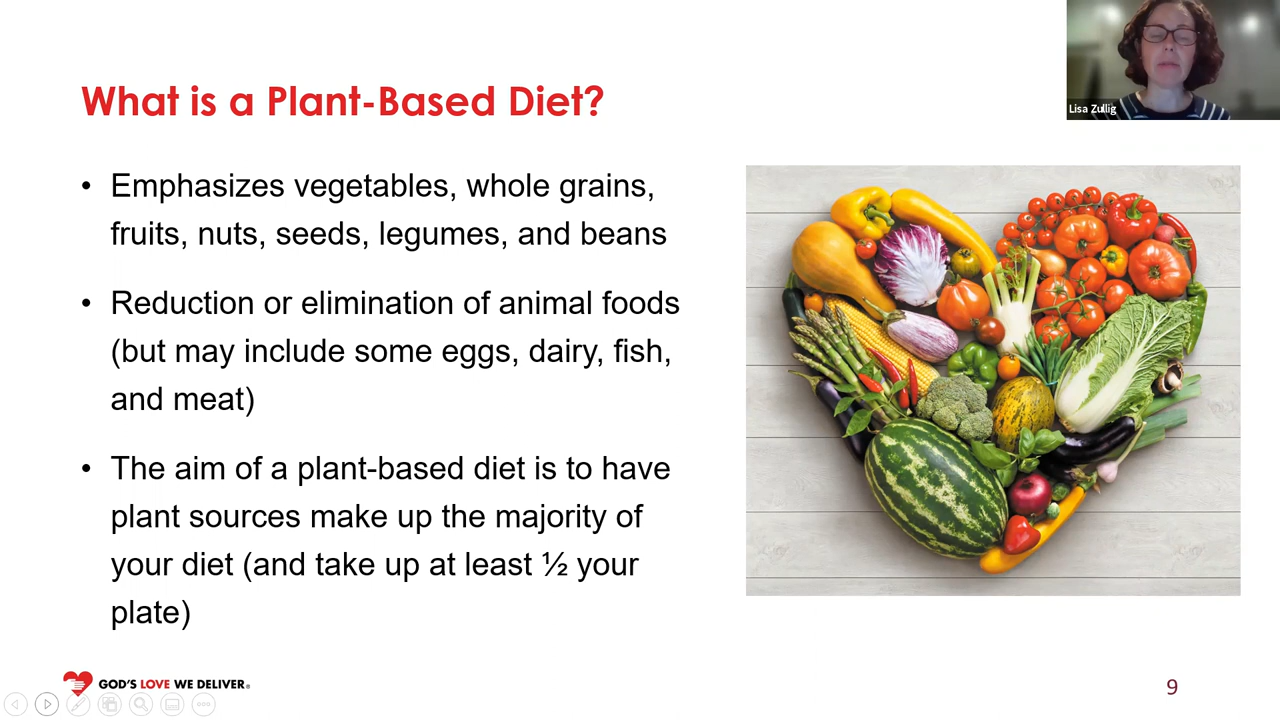 Lisa Zullig
What is a Plant-Based Diet?
• Emphasizes vegetables, whole grains,
fruits, nuts, seeds, legumes, and beans
• Reduction or elimination of animal foods
(but may include some eggs, dairy, fish,
and meat)
• The aim of a plant-based diet is to have
plant sources make up the majority of
your diet (and take up at least ½ your
plate)
GOD'S LOVE WE DELIVER®
9